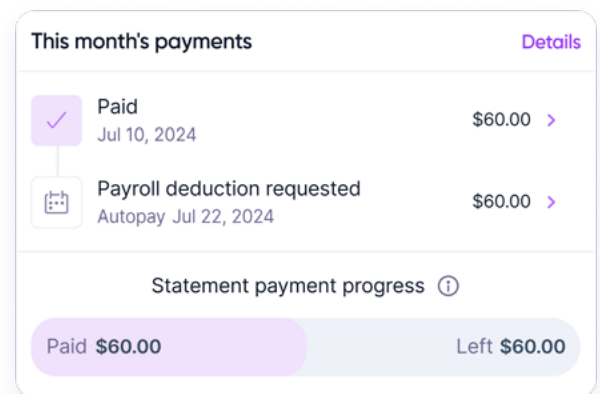 This month's payments Details
Paid
Jul 10, 2024
$60.00
Payroll deduction requested
Autopay Jul 22, 2024
$60.00
Statement payment progress
Paid $60.00 Left $60.00